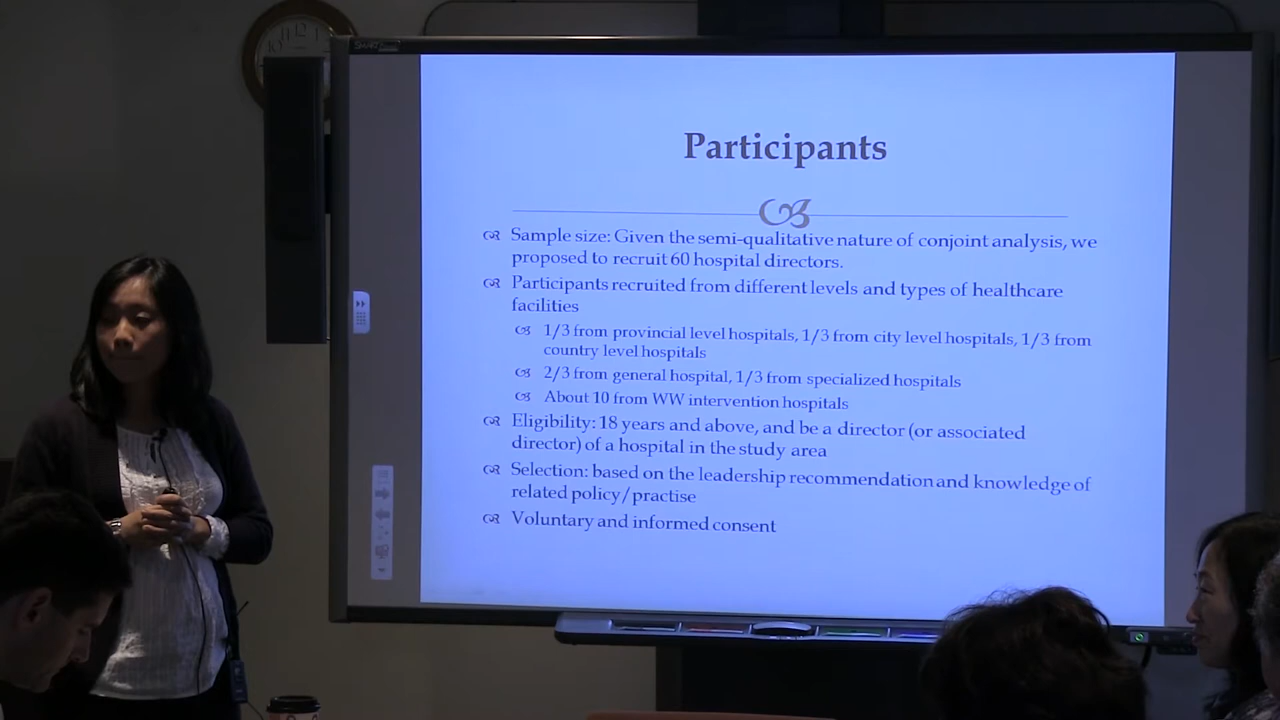 SMART
Participants
Sample size: Given the semi-qualitative nature of conjoint analysis, we
proposed to recruit 60 hospital directors.
Participants recruited from different levels and types of healthcare
facilities
1/3 from provincial level hospitals, 1/3 from city level hospitals, 1/3 from
country level hospitals
2/3 from general hospital, 1/3 from specialized hospitals
About 10 from WW intervention hospitals
Eligibility: 18 years and above, and be a director (or associated
director) of a hospital in the study area
Selection: based on the leadership recommendation and knowledge of
related policy/practise
Voluntary and informed consent